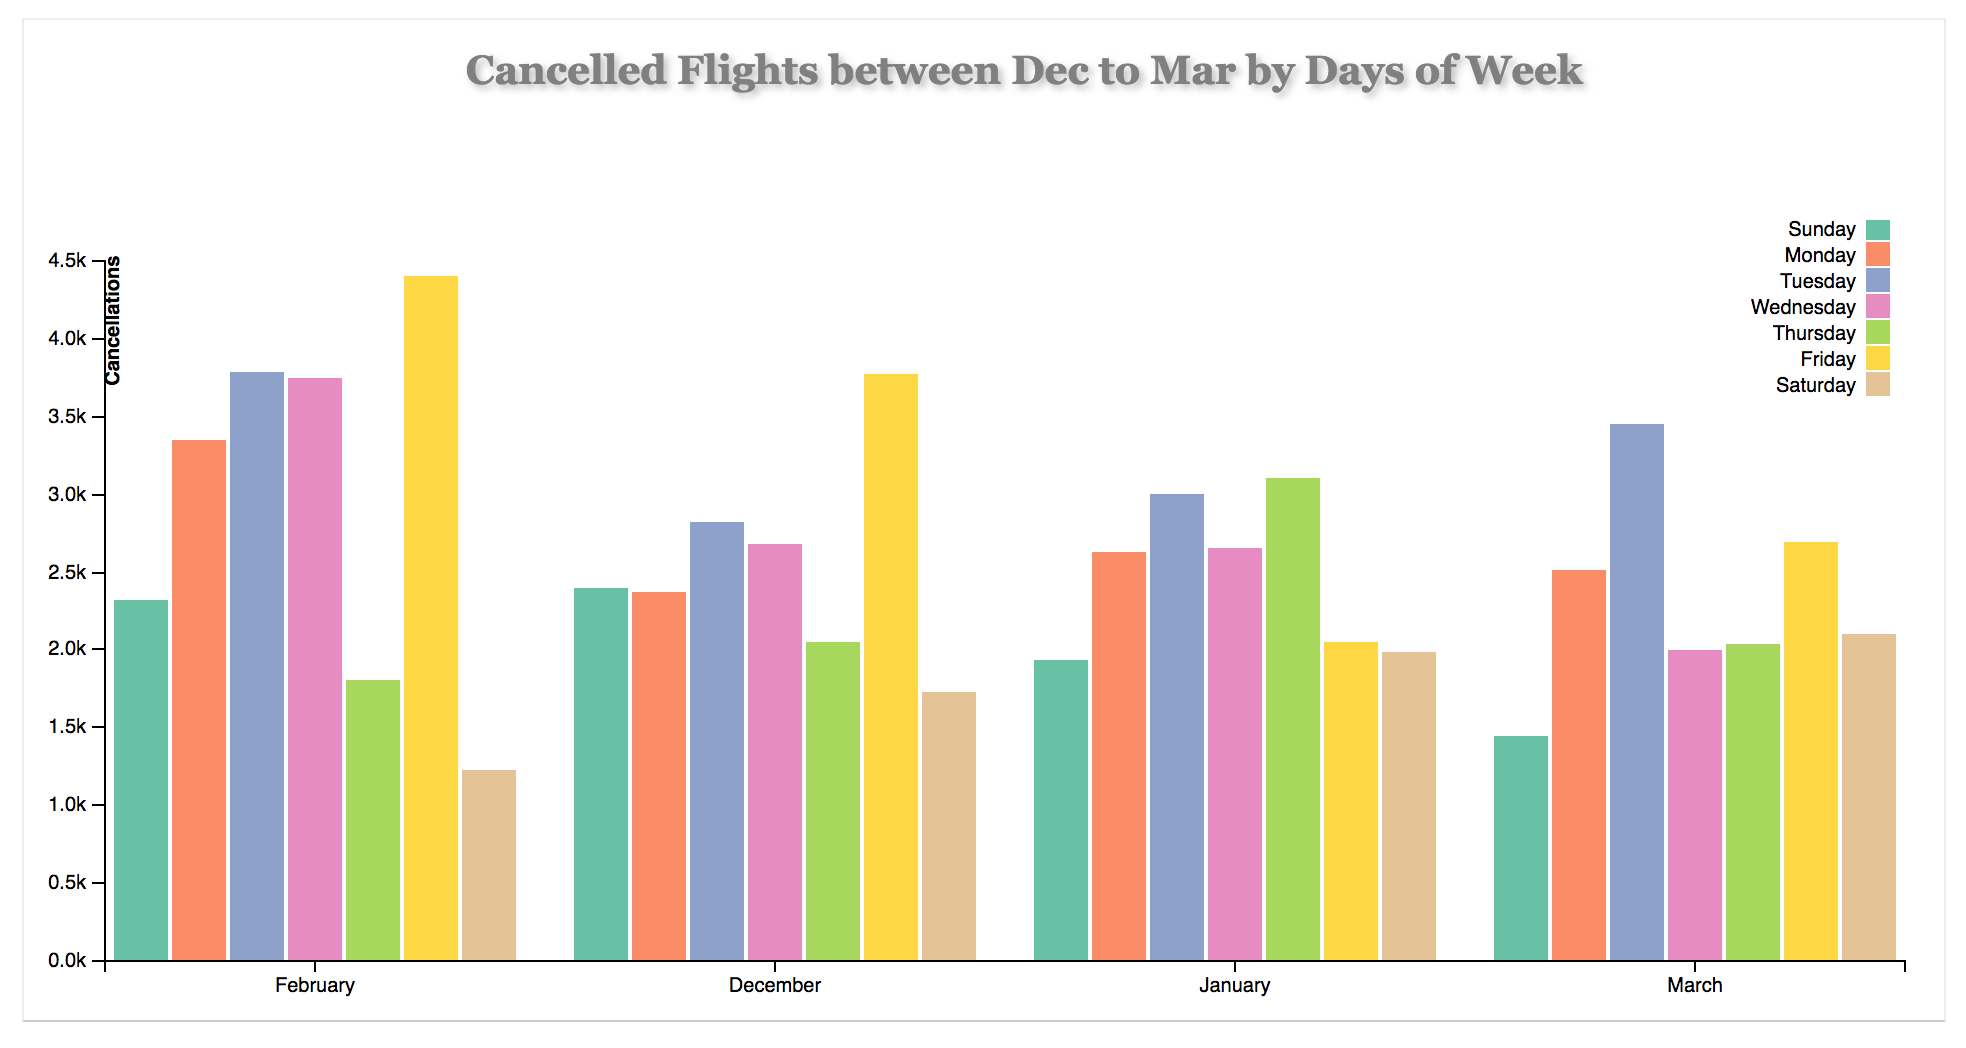 Cancelled Flights between Dec to Mar by Days of Week
Sunday
Monday
Tuesday
Wednesday
Thursday
Friday
Saturday
Cancellations
4.5k
4.0k
3.5k
3.0k
2.5k
2.0k
1.5k
1.0k
0.5k
0.0k
February December January March